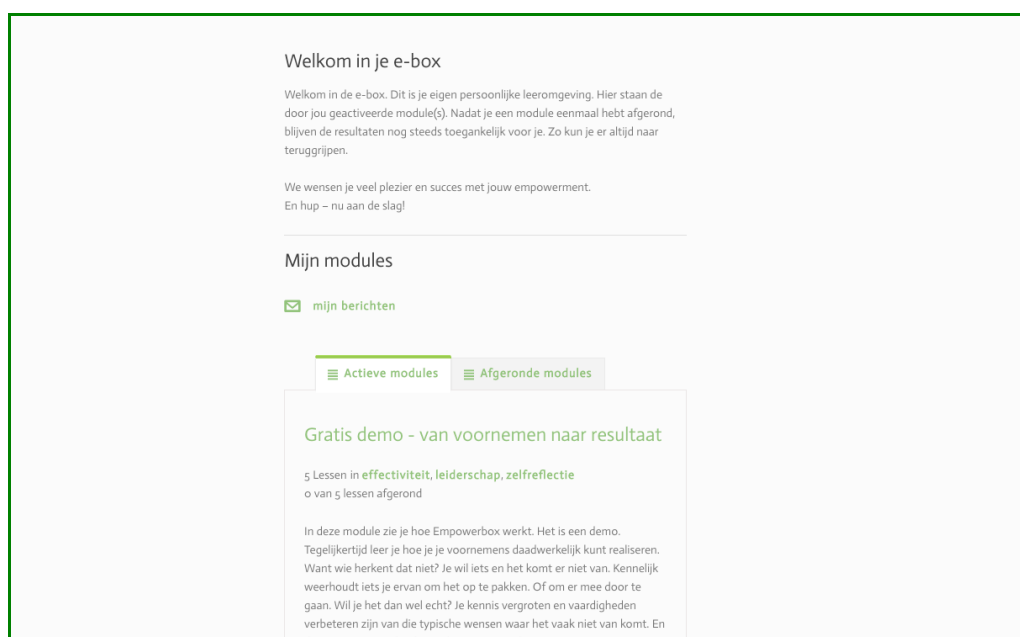 Welkom in je e-box
Welkom in de e-box. Dit is je eigen persoonlijke leeromgeving. Hier staan de
door jou geactiveerde module(s). Nadat je een module eenmaal hebt afgerond,
blijven de resultaten nog steeds toegankelijk voor je. Zo kun je er altijd naar
teruggrijpen.
We wensen je veel plezier en succes met jouw empowerment.
En hup – nu aan de slag!
Mijn modules
mijn berichten
Actieve modules Afgeronde modules
Gratis demo - van voornemen naar resultaat
5 Lessen in effectiviteit, leiderschap, zelfreflectie
0 van 5 lessen afgerond
In deze module zie je hoe Empowerbox werkt. Het is een demo.
Tegelijkertijd leer je hoe je je voornemens daadwerkelijk kunt realiseren.
Want wie herkent dat niet? Je wil iets en het komt er niet van. Kennelijk
weerhoudt iets je ervan om het op te pakken. Of om er mee door te
gaan. Wil je het dan wel echt? Je kennis vergroten en vaardigheden
verbeteren zijn van die typische wensen waar het vaak niet van komt. En